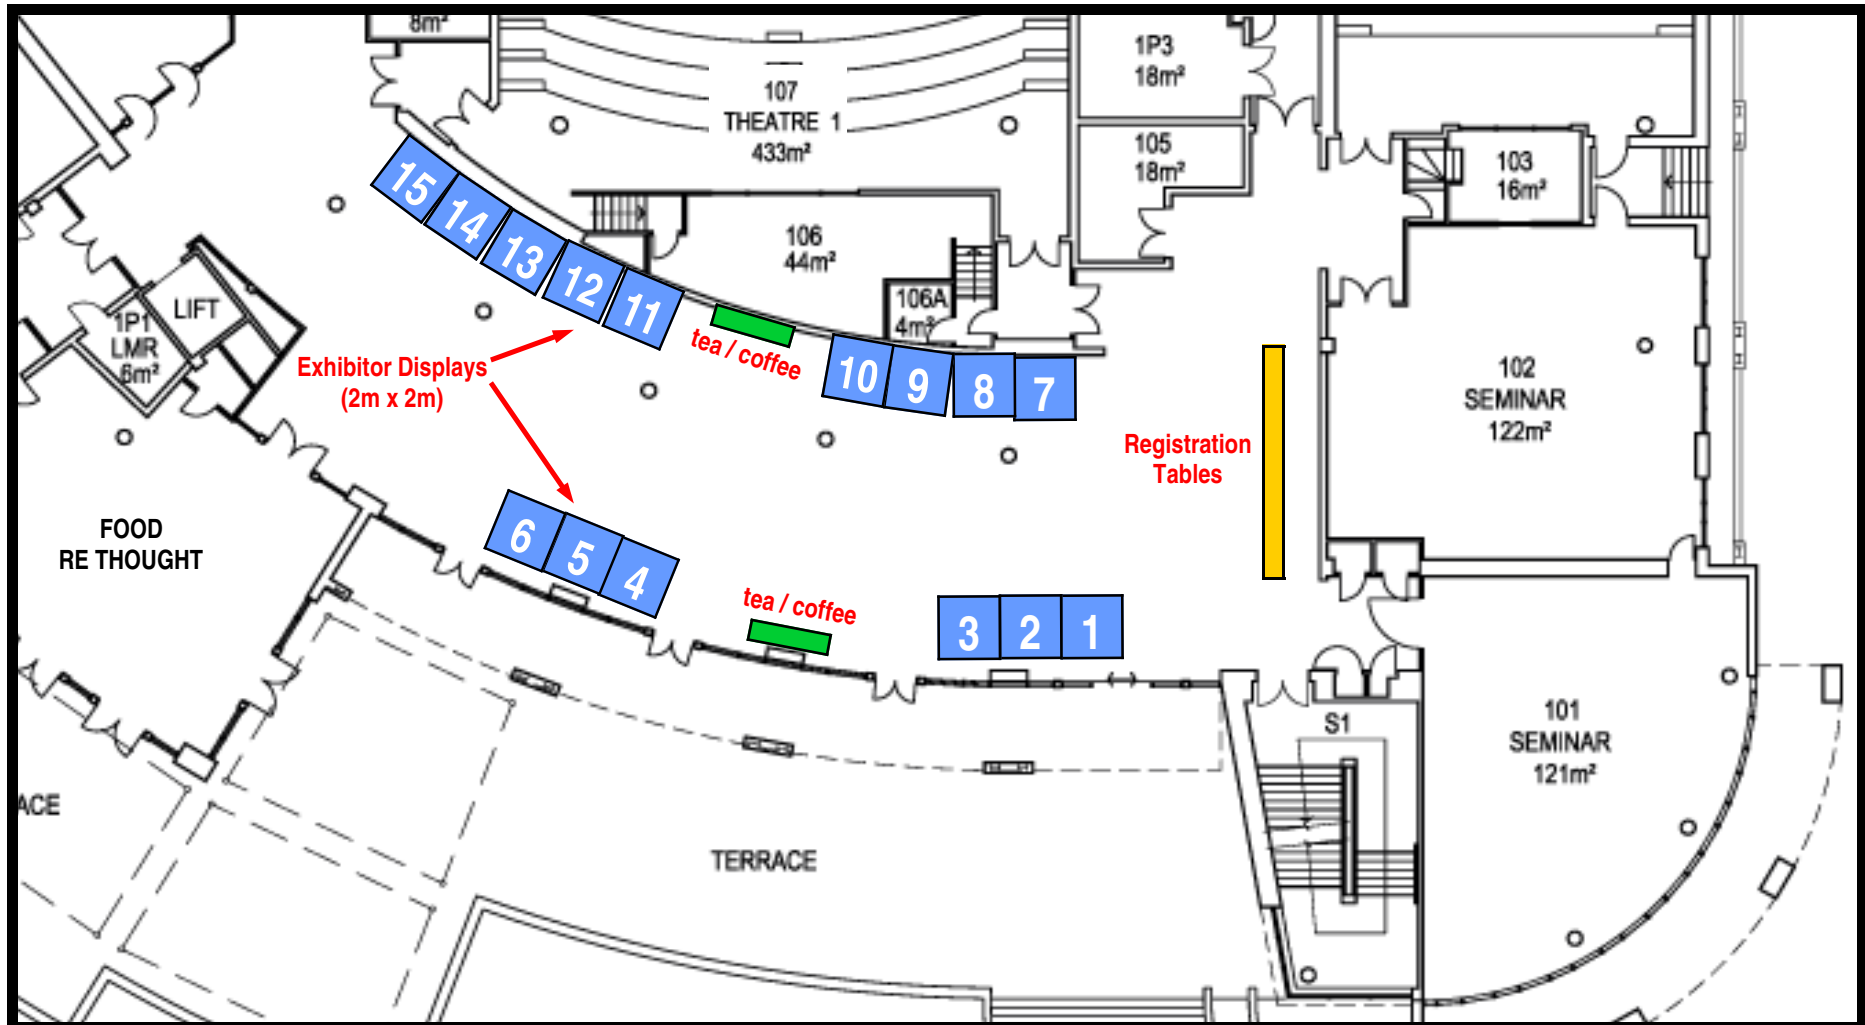 8m²
107
THEATRE 1
433m²
1P3
18m²
105
18m²
103
16m²
106
44m²
106A
4m²
LIFT
1P1
LMR
6m²
15
14
13
12
11
tea / coffee
10
9
8
7
Exhibitor Displays
(2m x 2m)
102
SEMINAR
122m²
Registration
Tables
FOOD
RE THOUGHT
6
5
4
tea / coffee
3
2
1
S1
101
SEMINAR
121m²
ACE
TERRACE